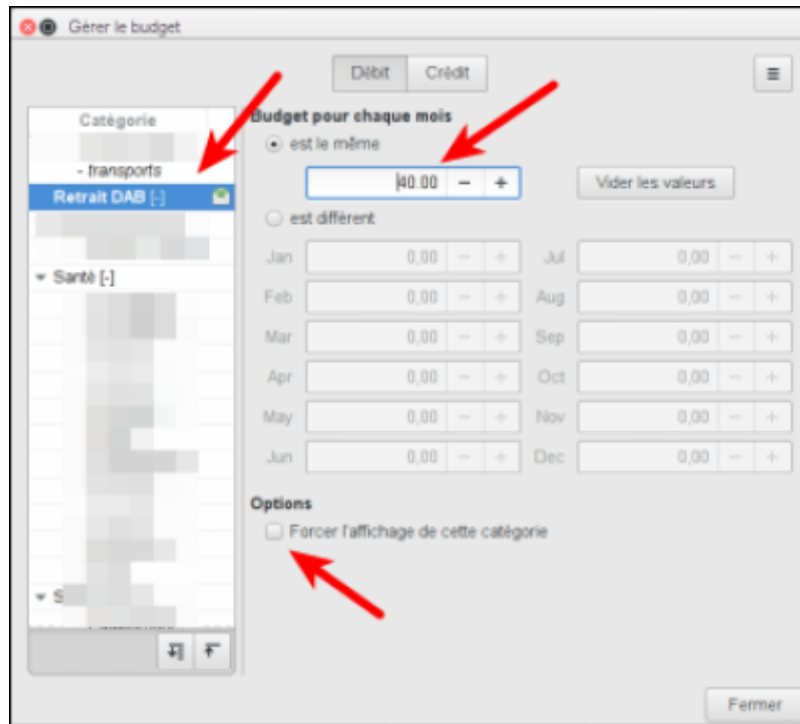 Gérer le budget
Débit Crédit
Catégorie
- transports
Retrait DAB [-]
Santé [-]
S
Budget pour chaque mois
est le même
40.00 − + Vider les valeurs
est différent
Jan 0,00 − + Jul 0,00 − +
Feb 0,00 − + Aug 0,00 − +
Mar 0,00 − + Sep 0,00 − +
Apr 0,00 − + Oct 0,00 − +
May 0,00 − + Nov 0,00 − +
Jun 0,00 − + Dec 0,00 − +
Options
Forcer l'affichage de cette catégorie
Fermer